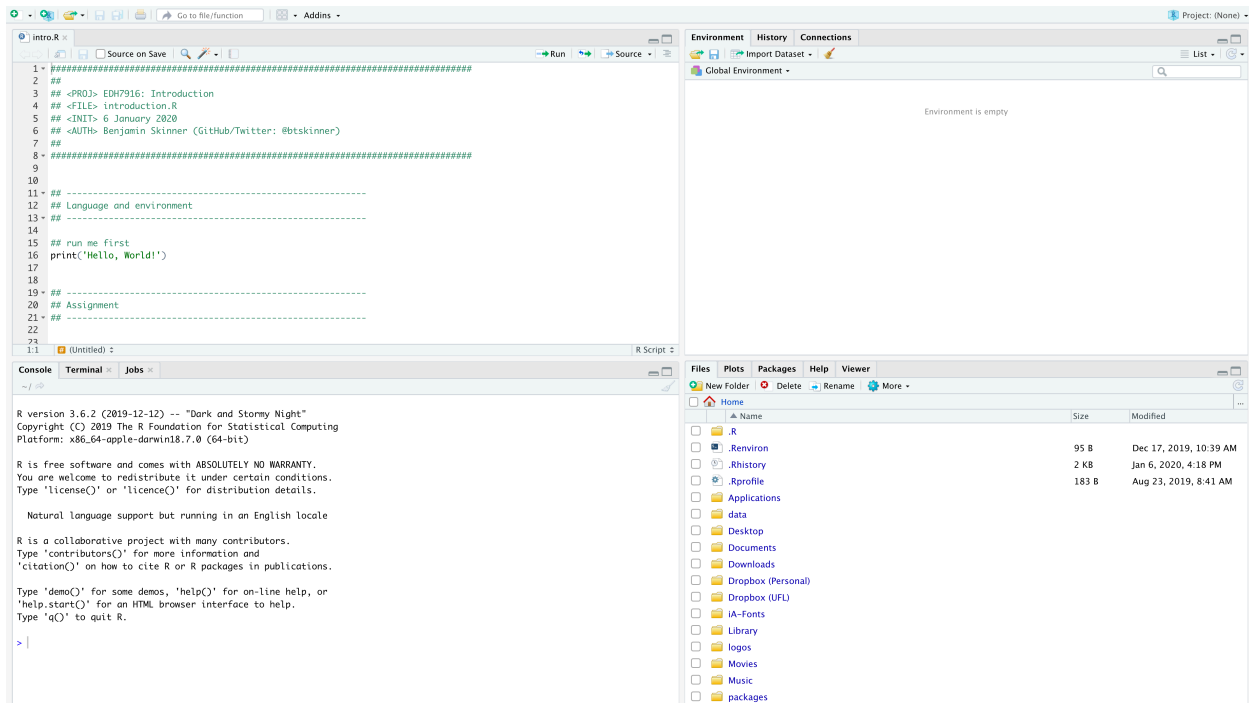 Go to file/function Addins Project: (None)
intro.R
Source on Save Run Source
1 ################################################################################
2 ##
3 ## <PROJ> EDH7916: Introduction
4 ## <FILE> introduction.R
5 ## <INIT> 6 January 2020
6 ## <AUTH> Benjamin Skinner (GitHub/Twitter: @btskinner)
7 ##
8 ################################################################################
9
10
11 ## ---------------------------------------------------------
12 ## Language and environment
13 ## ---------------------------------------------------------
14
15 ## run me first
16 print('Hello, World!')
17
18
19 ## ---------------------------------------------------------
20 ## Assignment
21 ## ---------------------------------------------------------
22
23
1:1 # (Untitled) R Script
Console Terminal Jobs
~/
R version 3.6.2 (2019-12-12) -- "Dark and Stormy Night"
Copyright (C) 2019 The R Foundation for Statistical Computing
Platform: x86_64-apple-darwin18.7.0 (64-bit)
R is free software and comes with ABSOLUTELY NO WARRANTY.
You are welcome to redistribute it under certain conditions.
Type 'license()' or 'licence()' for distribution details.
Natural language support but running in an English locale
R is a collaborative project with many contributors.
Type 'contributors()' for more information and
'citation()' on how to cite R or R packages in publications.
Type 'demo()' for some demos, 'help()' for on-line help, or
'help.start()' for an HTML browser interface to help.
Type 'q()' to quit R.
>
Environment History Connections
Import Dataset List
Global Environment
Environment is empty
Files Plots Packages Help Viewer
New Folder Delete Rename More
Home ...
Name Size Modified
.R
.Renviron 95 B Dec 17, 2019, 10:39 AM
.Rhistory 2 KB Jan 6, 2020, 4:18 PM
.Rprofile 183 B Aug 23, 2019, 8:41 AM
Applications
data
Desktop
Documents
Downloads
Dropbox (Personal)
Dropbox (UFL)
iA-Fonts
Library
logos
Movies
Music
packages